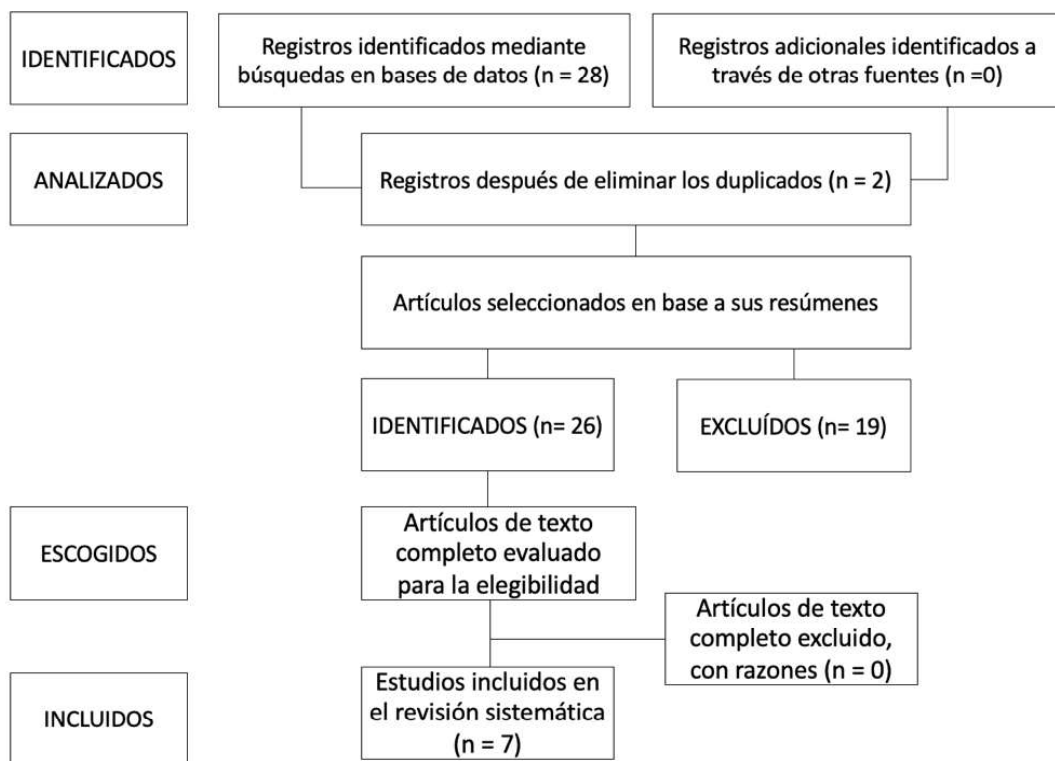 IDENTIFICADOS
Registros identificados mediante
búsquedas en bases de datos (n = 28)
Registros adicionales identificados a
través de otras fuentes (n =0)
ANALIZADOS
Registros después de eliminar los duplicados (n = 2)
Artículos seleccionados en base a sus resúmenes
IDENTIFICADOS (n= 26)
EXCLUÍDOS (n= 19)
ESCOGIDOS
Artículos de texto
completo evaluado
para la elegibilidad
Artículos de texto
completo excluido,
con razones (n = 0)
INCLUIDOS
Estudios incluidos en
el revisión sistemática
(n = 7)